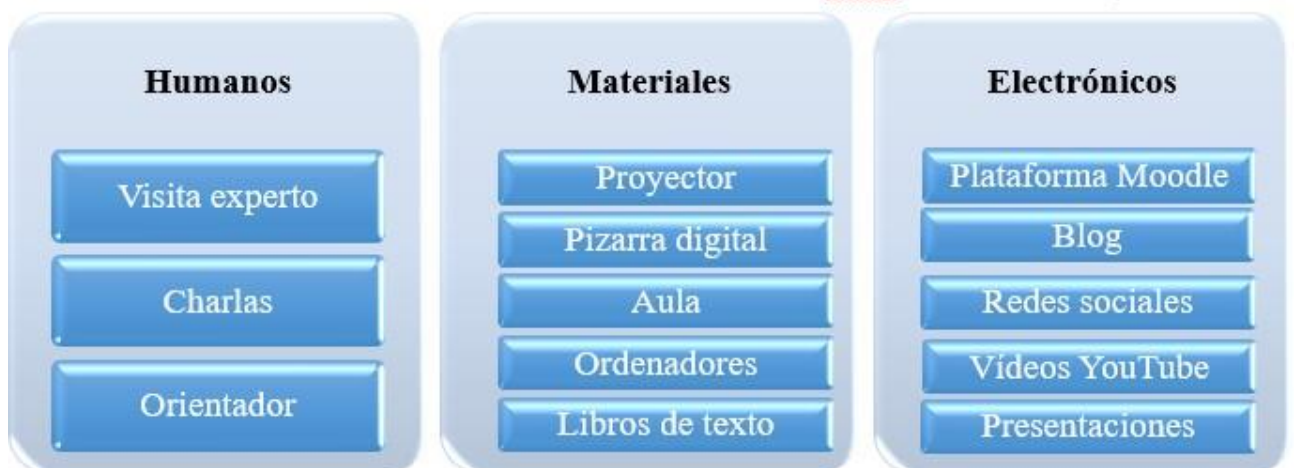 Humanos
Visita experto
Charlas
Orientador
Materiales
Proyector
Pizarra digital
Aula
Ordenadores
Libros de texto
Electrónicos
Plataforma Moodle
Blog
Redes sociales
Vídeos YouTube
Presentaciones